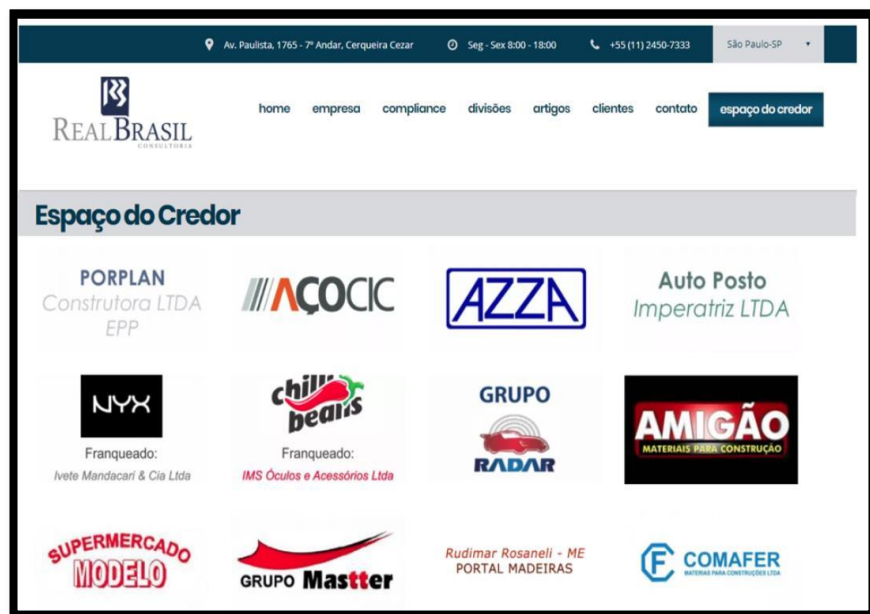 Av. Paulista, 1765 - 7º Andar, Cerqueira Cezar Seg - Sex 8:00 - 18:00 +55 (11) 2450-7333 São Paulo-SP
REALBRASIL
CONSULTORIA
home empresa compliance divisões artigos clientes contato espaço do credor
Espaço do Credor
PORPLAN
Construtora LTDA
EPP
AÇOCIC
AZZA
Auto Posto
Imperatriz LTDA
NYX
Franqueado:
Ivete Mandacari & Cia Ltda
chilli
beans
Franqueado:
IMS Óculos e Acessórios Ltda
GRUPO
RADAR
AMIGÃO
MATERIAIS PARA CONSTRUÇÃO
SUPERMERCADO
MODELO
GRUPO Mastter
Rudimar Rosaneli - ME
PORTAL MADEIRAS
COMAFER
MATERIAS PARA CONSTRUÇÕES LTDA